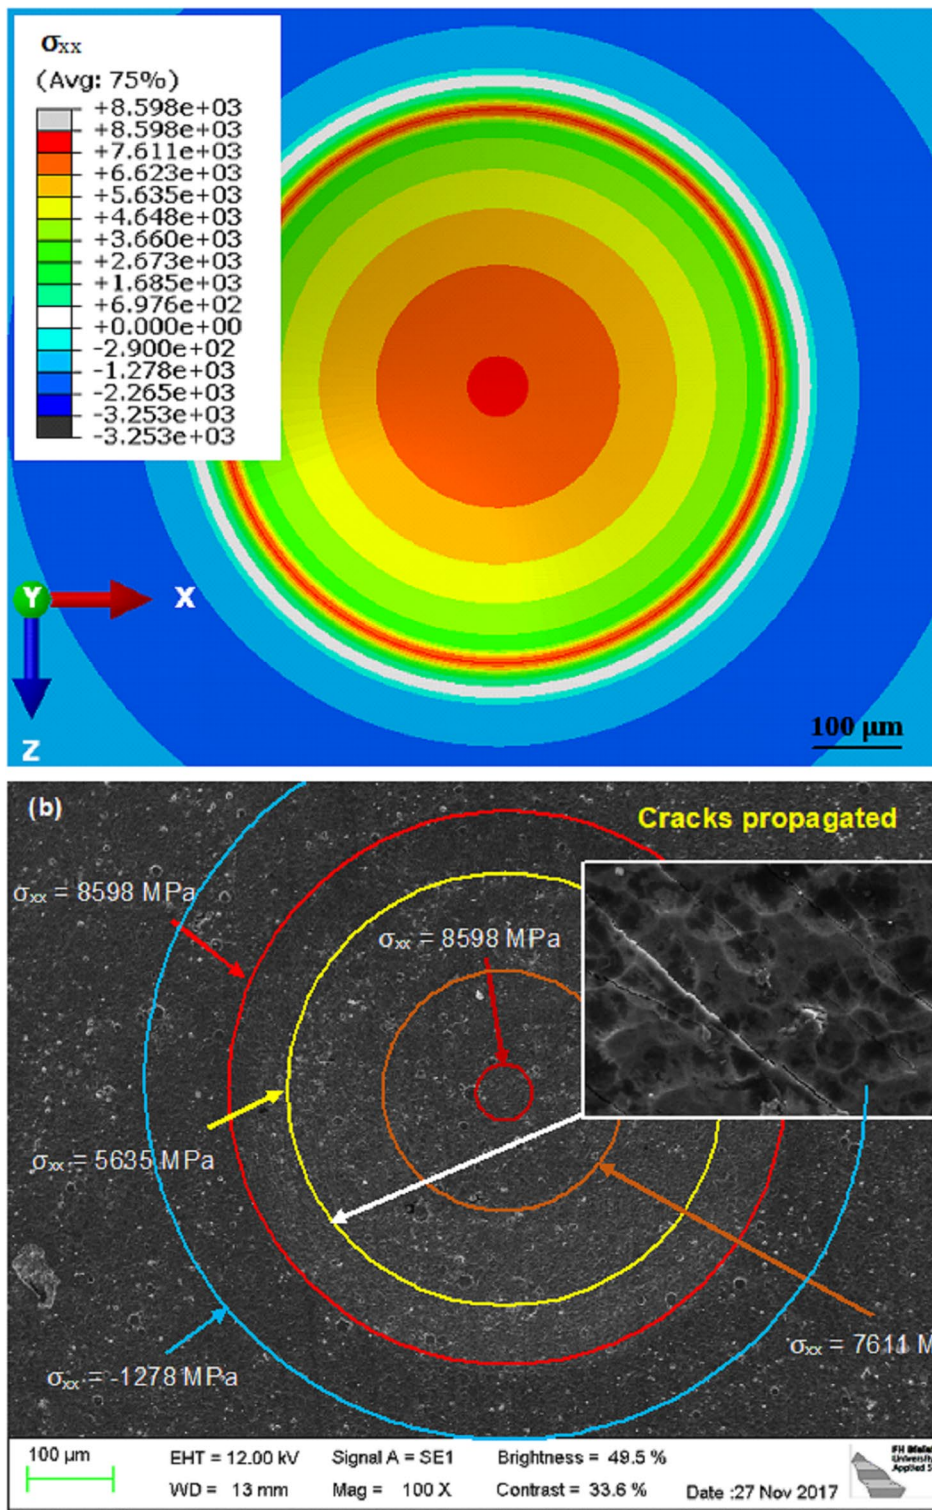 σxx
(Avg: 75%)
+8.598e+03
+8.598e+03
+7.611e+03
+6.623e+03
+5.635e+03
+4.648e+03
+3.660e+03
+2.673e+03
+1.685e+03
+6.976e+02
+0.000e+00
-2.900e+02
-1.278e+03
-2.265e+03
-3.253e+03
-3.253e+03
Y
X
Z
100 µm
(b)
Cracks propagated
σxx = 8598 MPa
σxx = 8598 MPa
σxx = 5635 MPa
σxx = 7611 M
σxx = -1278 MPa
100 µm
EHT = 12.00 kV
Signal A = SE1
Brightness = 49.5 %
WD = 13 mm
Mag = 100 X
Contrast = 33.6 %
Date :27 Nov 2017
FH
University
Applied S